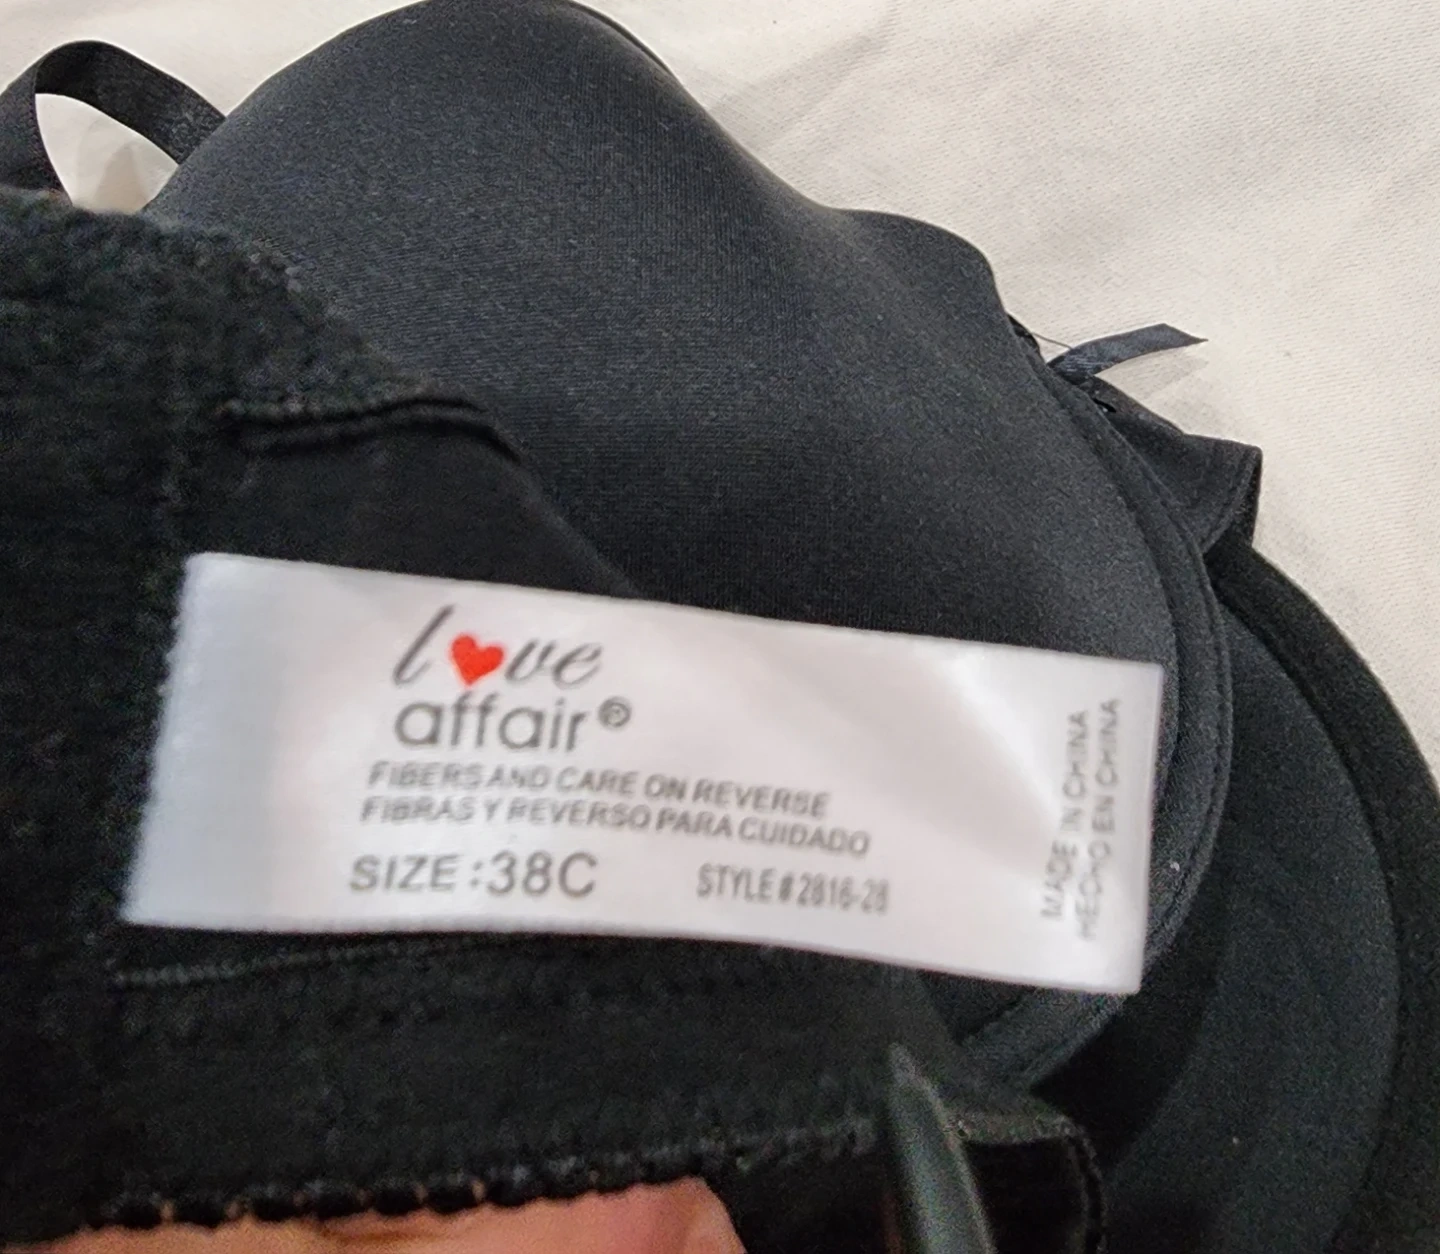 love
affair®
FIBERS AND CARE ON REVERSE
FIBRAS Y REVERSO PARA CUIDADO
SIZE :38C STYLE # 2816-28
MADE IN CHINA
HECHO EN CHINA